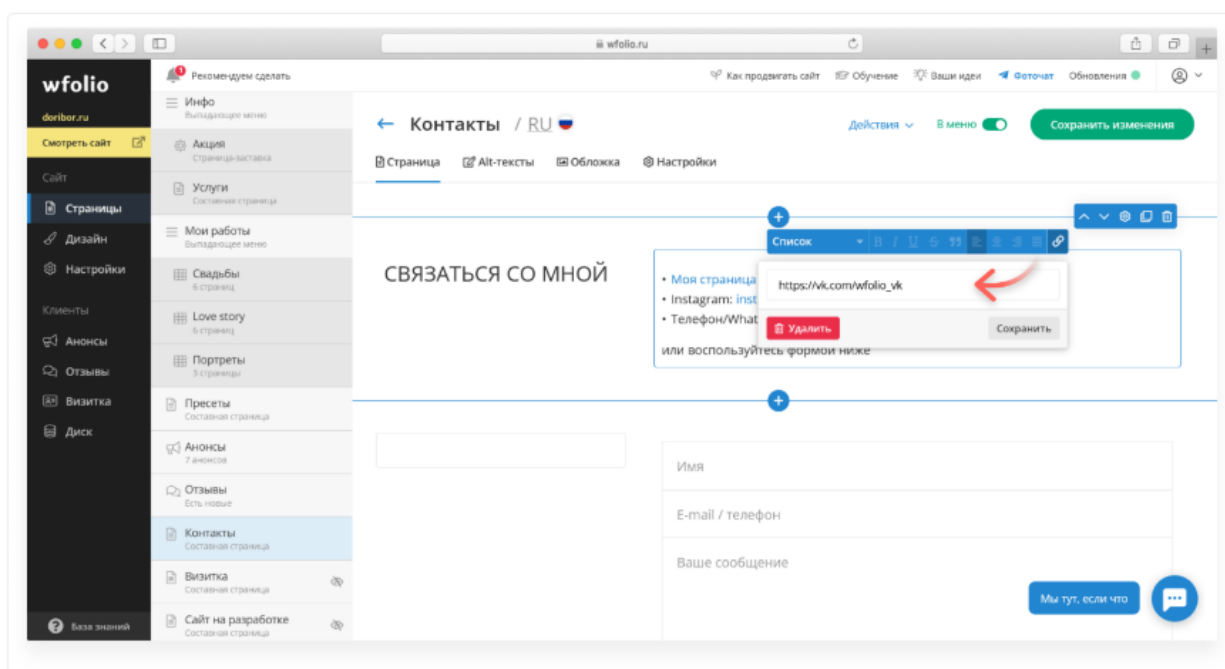 wfolio.ru
wfolio
doribor.ru
Смотреть сайт
Сайт
Страницы
Дизайн
Настройки
Клиенты
Анонсы
Отзывы
Визитка
Диск
База знаний
1
Рекомендуем сделать
Как продвигать сайт
Обучение
Ваши идеи
Фоточат
Обновления
Инфо
Выпадающее меню
Акция
Страница-заставка
Услуги
Составная страница
Мои работы
Выпадающее меню
Свадьбы
6 страниц
Love story
6 страниц
Портреты
3 страницы
Пресеты
Составная страница
Анонсы
7 анонсов
Отзывы
Есть новые
Контакты
Составная страница
Визитка
Составная страница
Сайт на разработке
Составная страница
← Контакты / RU
Действия
В меню
Сохранить изменения
Страница
Alt-тексты
Обложка
Настройки
Список
B I U S
СВЯЗАТЬСЯ СО МНОЙ
• Моя страница
• Instagram: inst
• Телефон/What
или воспользуйтесь формой ниже
https://vk.com/wfolio_vk
Удалить
Сохранить
Имя
E-mail / телефон
Ваше сообщение
Мы тут, если что